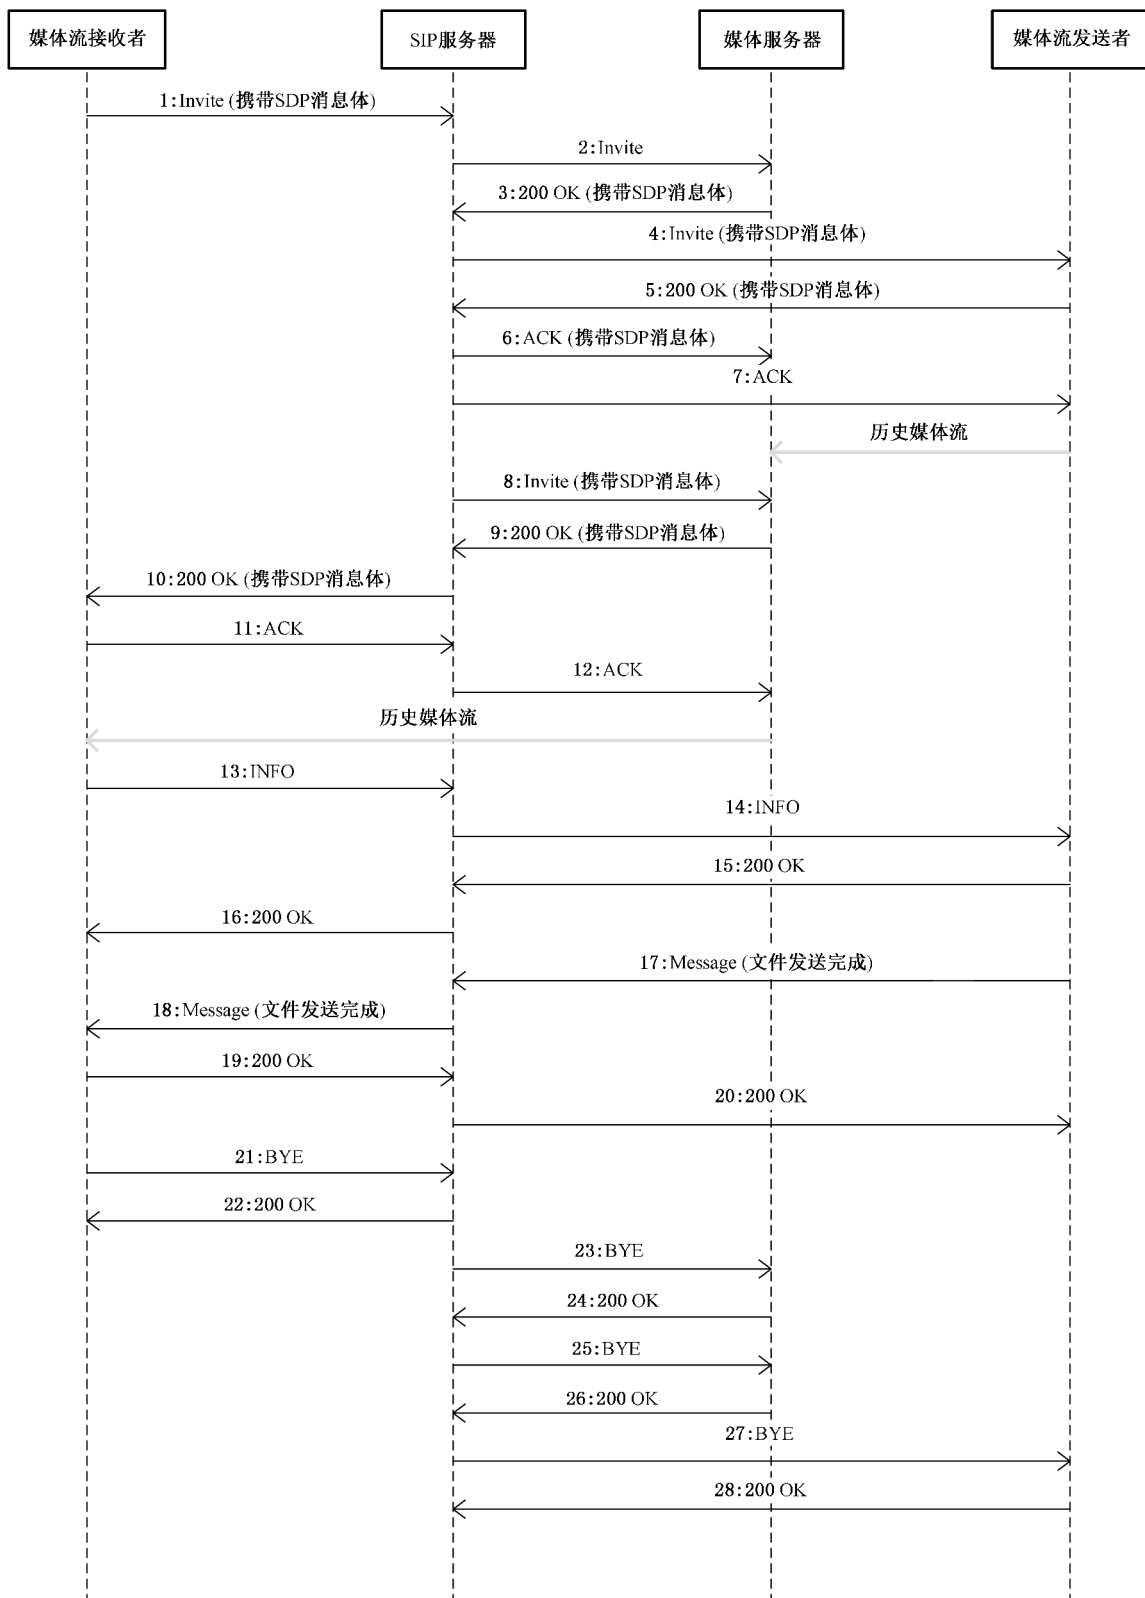 媒体流接收者
SIP服务器
媒体服务器
媒体流发送者
1:Invite (携带SDP消息体)
2:Invite
3:200 OK (携带SDP消息体)
4:Invite (携带SDP消息体)
5:200 OK (携带SDP消息体)
6:ACK (携带SDP消息体)
7:ACK
历史媒体流
8:Invite (携带SDP消息体)
9:200 OK (携带SDP消息体)
10:200 OK (携带SDP消息体)
11:ACK
12:ACK
历史媒体流
13:INFO
14:INFO
15:200 OK
16:200 OK
17:Message (文件发送完成)
18:Message (文件发送完成)
19:200 OK
20:200 OK
21:BYE
22:200 OK
23:BYE
24:200 OK
25:BYE
26:200 OK
27:BYE
28:200 OK